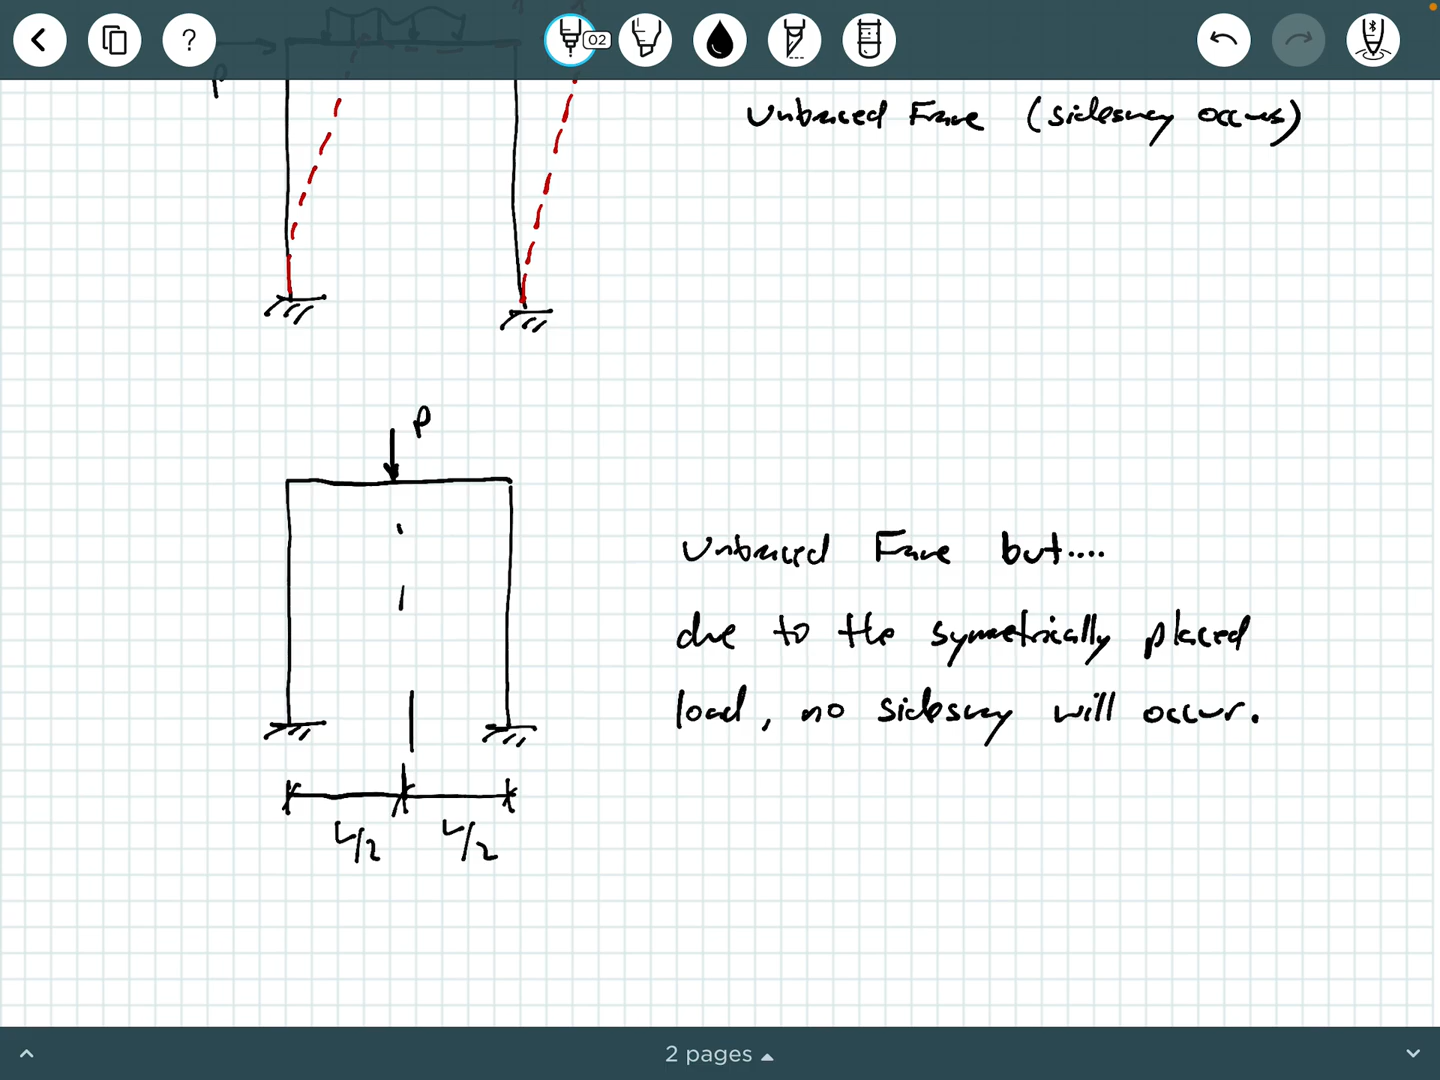 02
P
Unbraced Frame (sidesway occurs)
P
Unbraced Frame but....
due to the symmetrically placed
load, no sidesway will occur.
L/2 L/2
2 pages